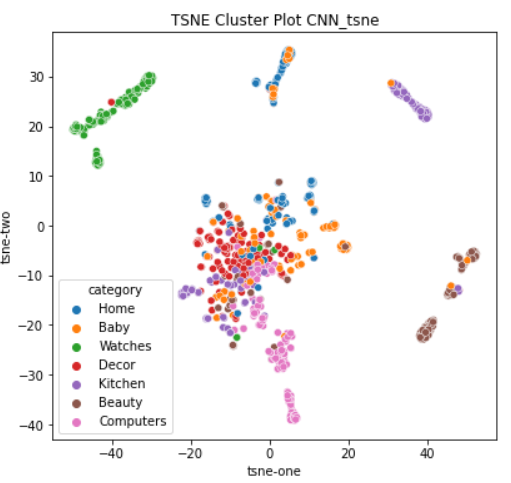 TSNE Cluster Plot CNN_tsne
30
20
10
0
−10
−20
−30
−40
tsne-two
category
Home
Baby
Watches
Decor
Kitchen
Beauty
Computers
−40
−20
0
20
40
tsne-one